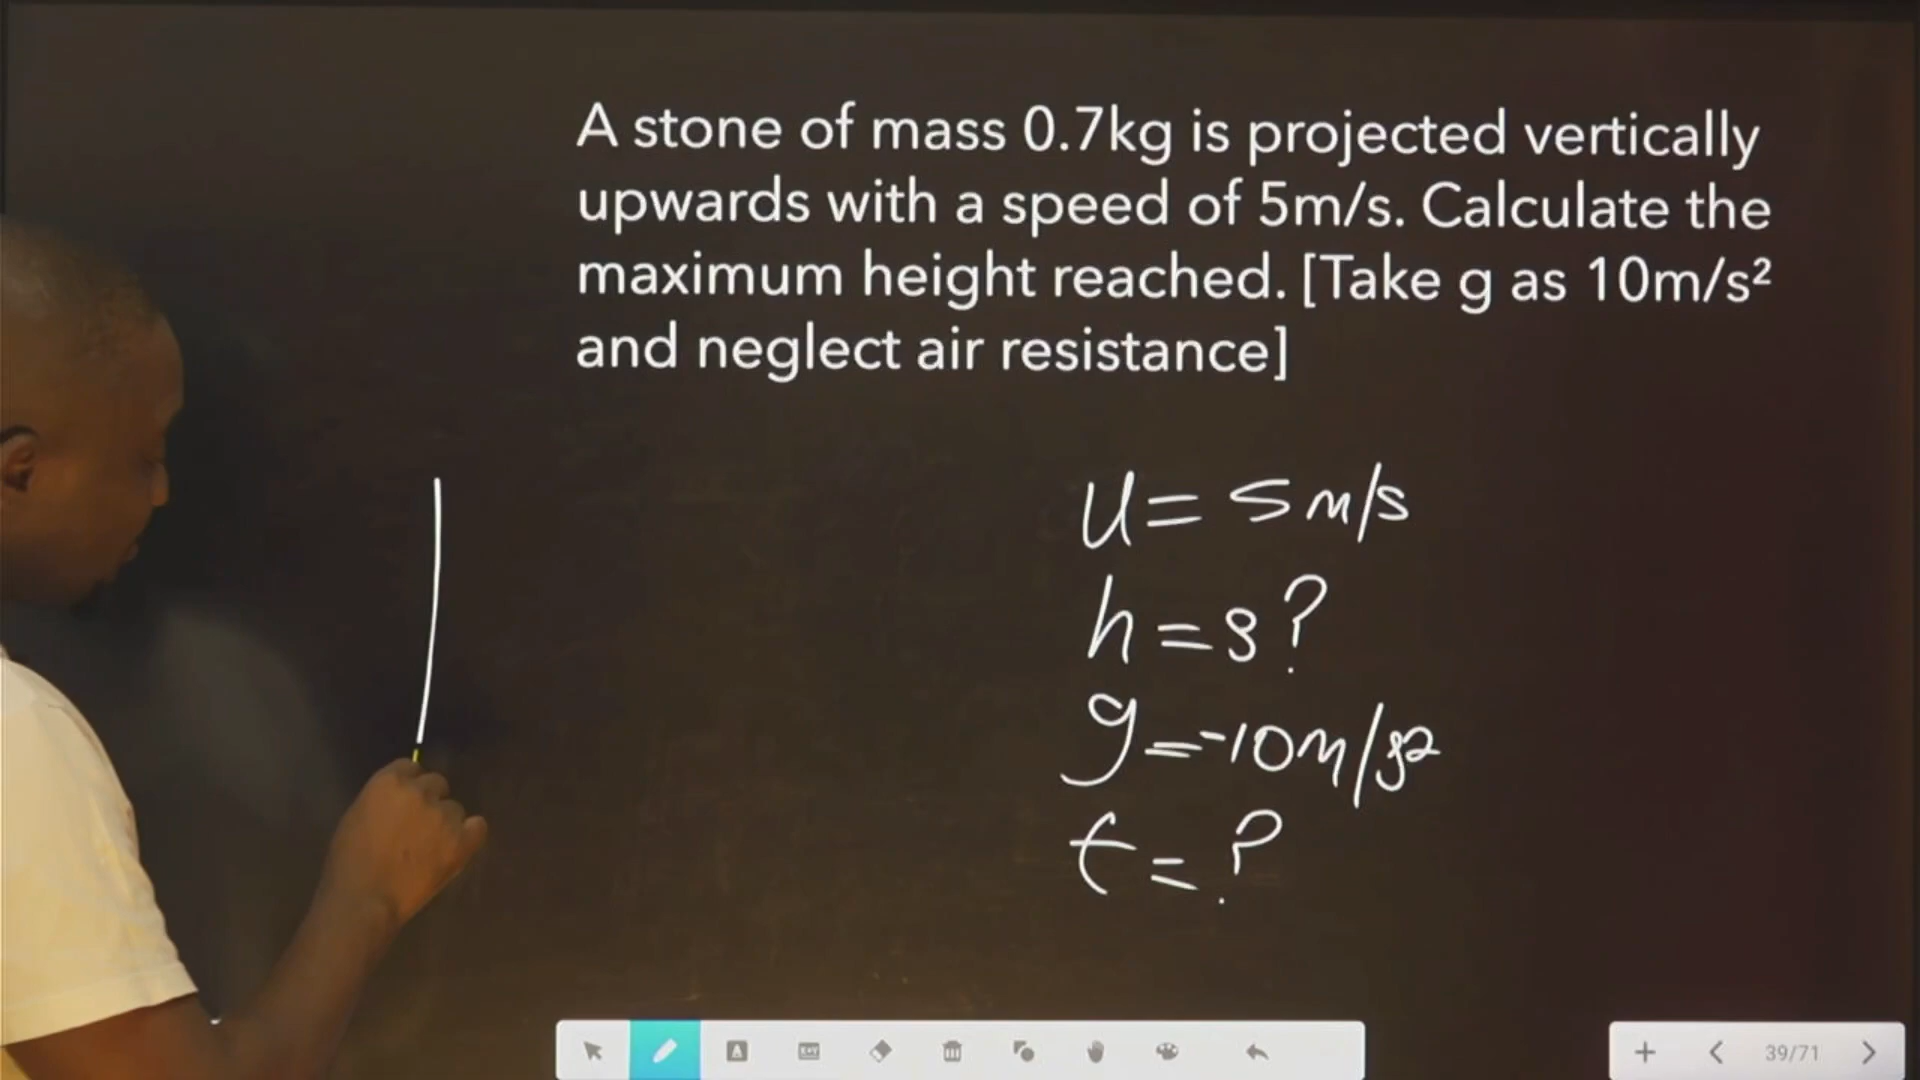 A stone of mass 0.7kg is projected vertically
upwards with a speed of 5m/s. Calculate the
maximum height reached. [Take g as 10m/s²
and neglect air resistance]
u = 5m/s
h = s?
g = -10m/s²
t = ?
39/71